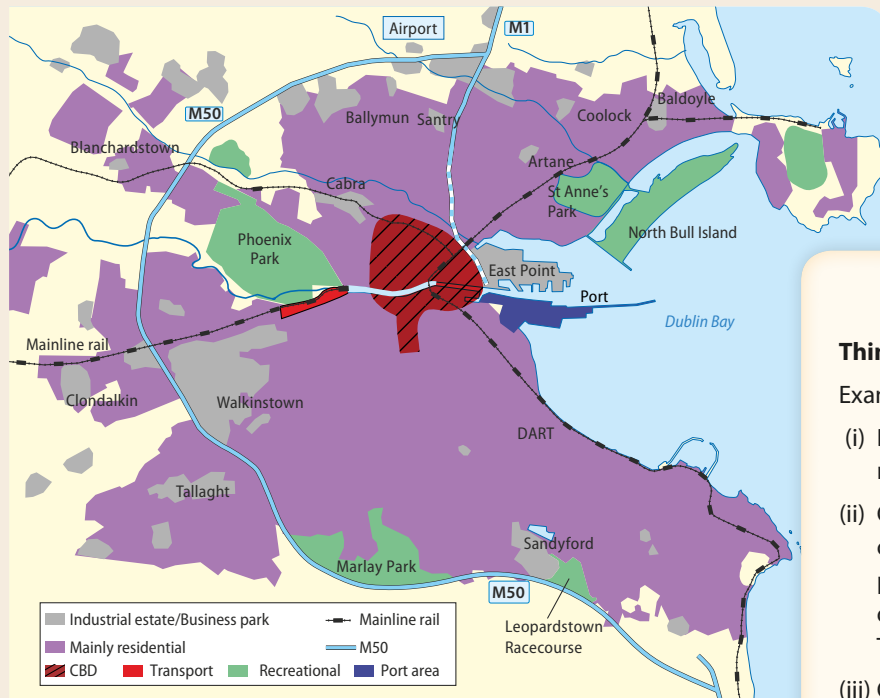 Airport
M1
M50
Ballymun
Santry
Coolock
Baldoyle
Blanchardstown
Artane
Cabra
St Anne's
Park
North Bull Island
Phoenix
Park
East Point
Port
Dublin Bay
Mainline rail
Clondalkin
Walkinstown
DART
Tallaght
Sandyford
Marlay Park
M50
Leopardstown
Racecourse
Industrial estate/Business park
Mainline rail
Mainly residential
M50
CBD
Transport
Recreational
Port area
(i)
(ii)
(iii)